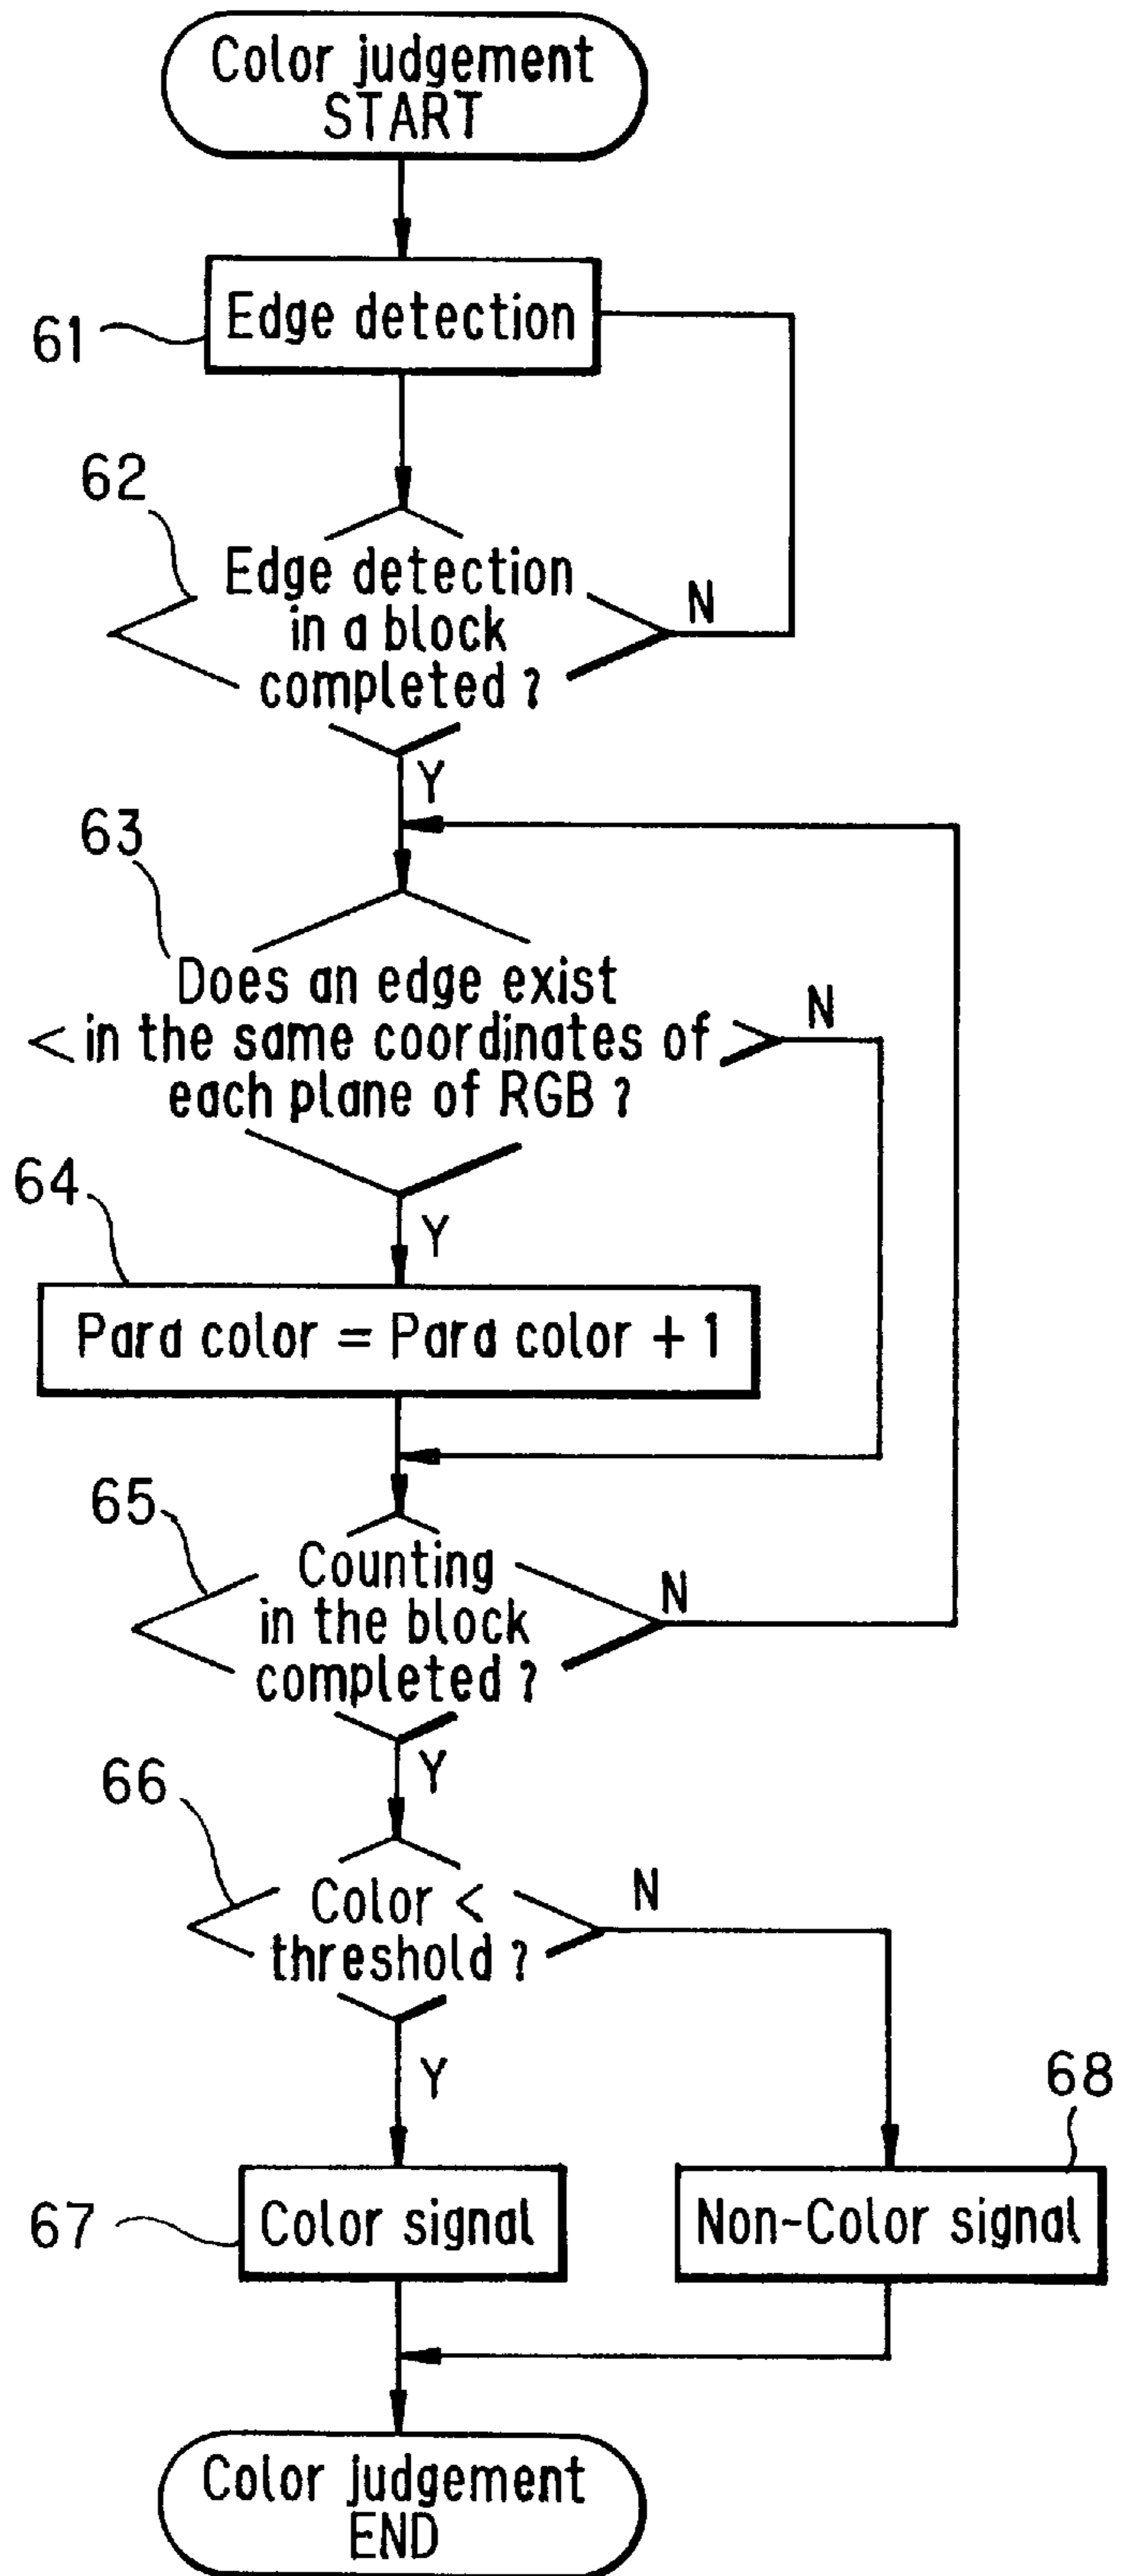 Color judgement
START
61
Edge detection
62
Edge detection
in a block
completed ?
N
Y
63
Does an edge exist
in the same coordinates of
each plane of RGB ?
N
64
Y
Para color = Para color + 1
65
Counting
in the block
completed ?
N
Y
66
Color <
threshold ?
N
Y
68
67
Color signal
Non-Color signal
Color judgement
END